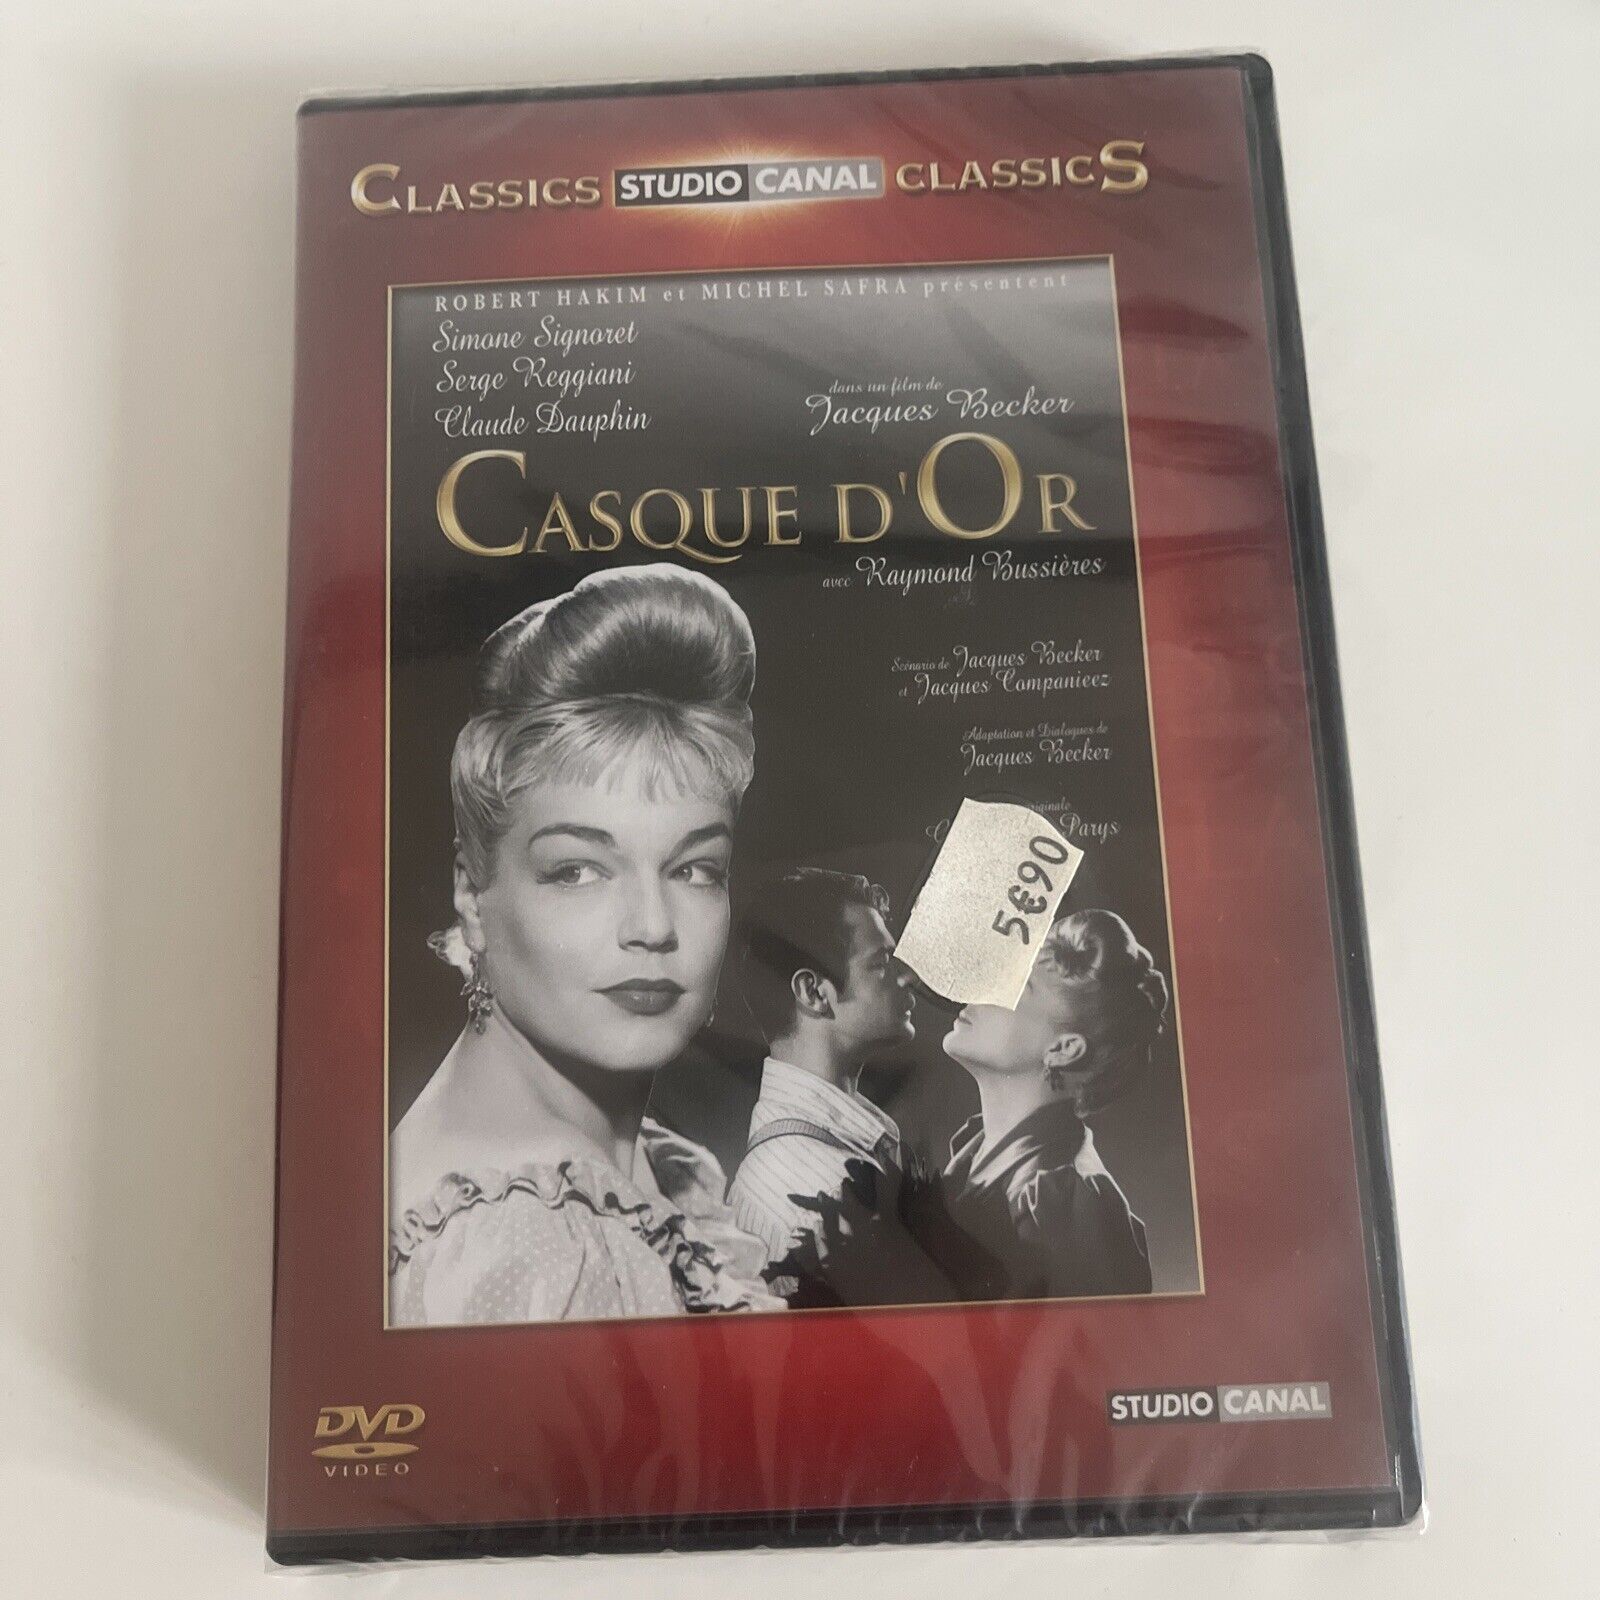 CLASSICS STUDIO CANAL CLASSICS
ROBERT HAKIM et MICHEL SAFRA présentent
Simone Signoret
Serge Reggiani
Claude Dauphin
dans un film de
Jacques Becker
CASQUE D'OR
avec Raymond Bussières
Scénario de Jacques Becker
et Jacques Companieez
Adaptation et Dialogues de
Jacques Becker
Parys
5€90
DVD
VIDEO
STUDIO CANAL